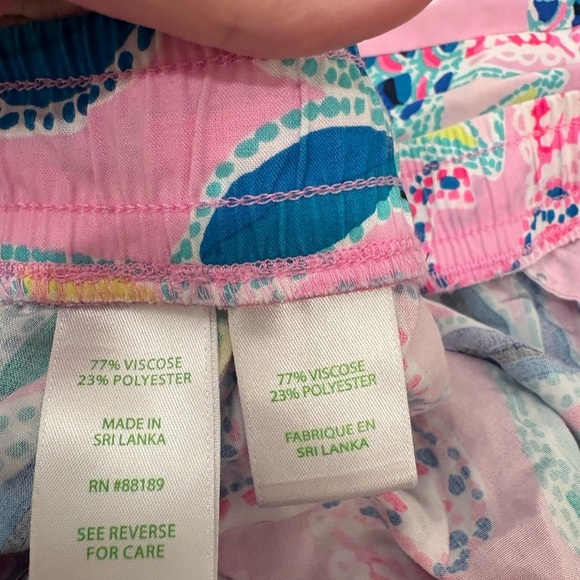 77% VISCOSE
23% POLYESTER
MADE IN
SRI LANKA
RN #88189
SEE REVERSE
FOR CARE
77% VISCOSE
23% POLYESTER
FABRIQUE EN
SRI LANKA